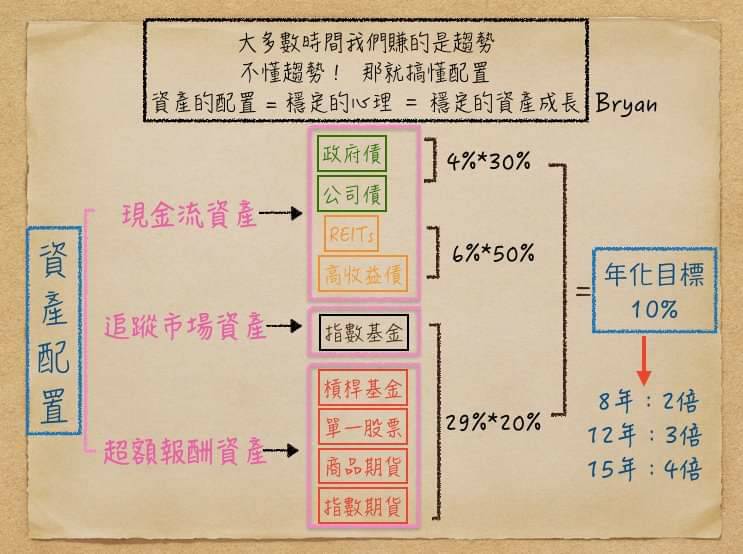 大多數時間我們賺的是趨勢
不懂趨勢！ 那就搞懂配置
資產的配置 = 穩定的心理 = 穩定的資產成長
Bryan
資產配置
現金流資產
政府債
公司債
REITs
高收益債
追蹤市場資產
指數基金
超額報酬資產
槓桿基金
單一股票
商品期貨
指數期貨
4%*30%
6%*50%
29%*20%
=
年化目標
10%
8年：2倍
12年：3倍
15年：4倍